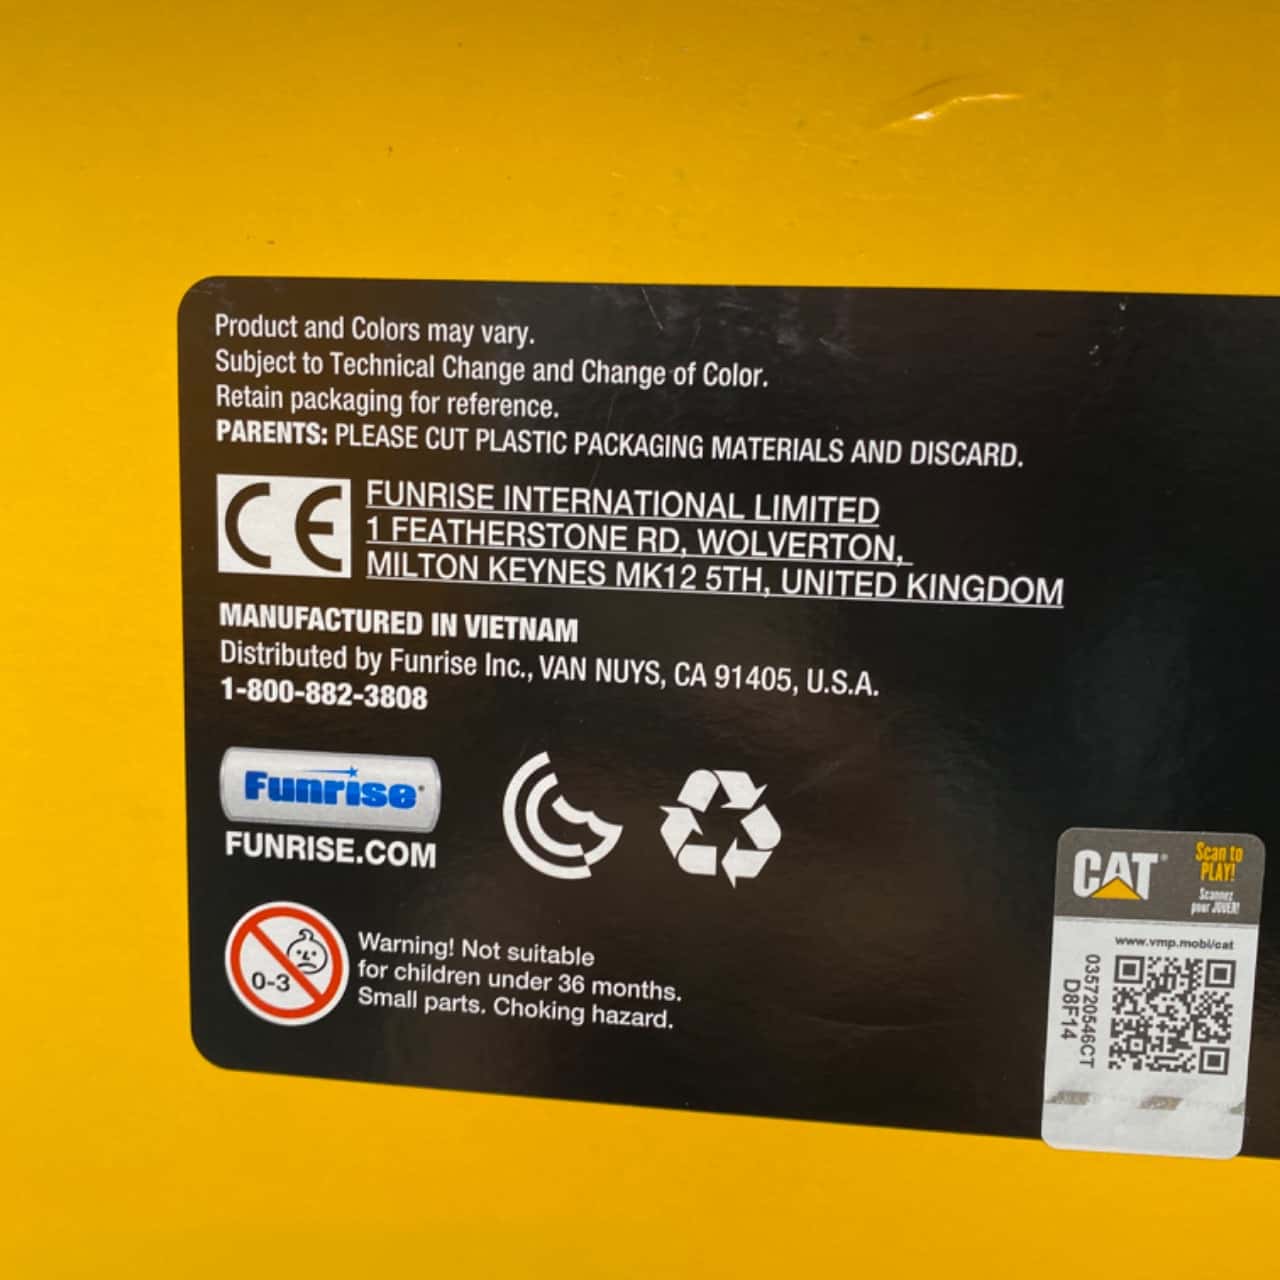 Product and Colors may vary.
Subject to Technical Change and Change of Color.
Retain packaging for reference.
PARENTS: PLEASE CUT PLASTIC PACKAGING MATERIALS AND DISCARD.
CE
FUNRISE INTERNATIONAL LIMITED
1 FEATHERSTONE RD, WOLVERTON,
MILTON KEYNES MK12 5TH, UNITED KINGDOM
MANUFACTURED IN VIETNAM
Distributed by Funrise Inc., VAN NUYS, CA 91405, U.S.A.
1-800-882-3808
Funrise
FUNRISE.COM
0-3
Warning! Not suitable
for children under 36 months.
Small parts. Choking hazard.
CAT
Scan to
PLAY!
Scannez
pour JOUER!
www.vmp.mobi/cat
035720546CT
D8F14